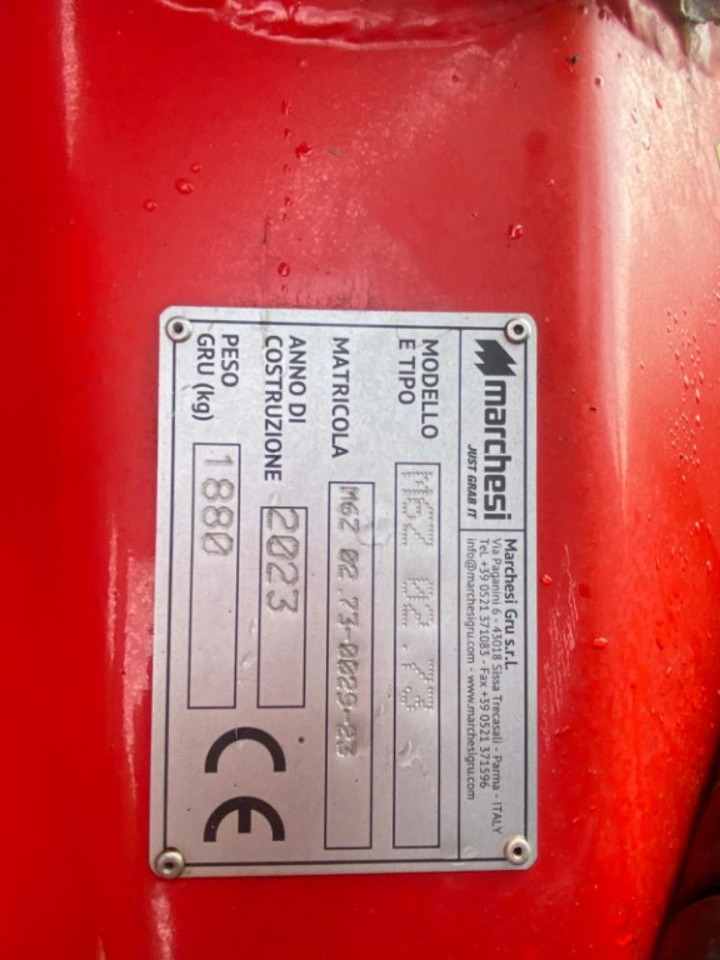 marchesi
JUST GRAB IT
Marchesi Gru s.r.l.
Via Paganini 6 - 43018 Sissa Trecasali - Parma - ITALY
Tel. +39 0521 371083 - Fax +39 0521 371596
info@marchesigru.com - www.marchesigru.com
MODELLO
E TIPO
M6Z 02.73
MATRICOLA
M6Z 02.73-0029-23
ANNO DI
COSTRUZIONE
2023
PESO
GRU (kg)
1880
CE